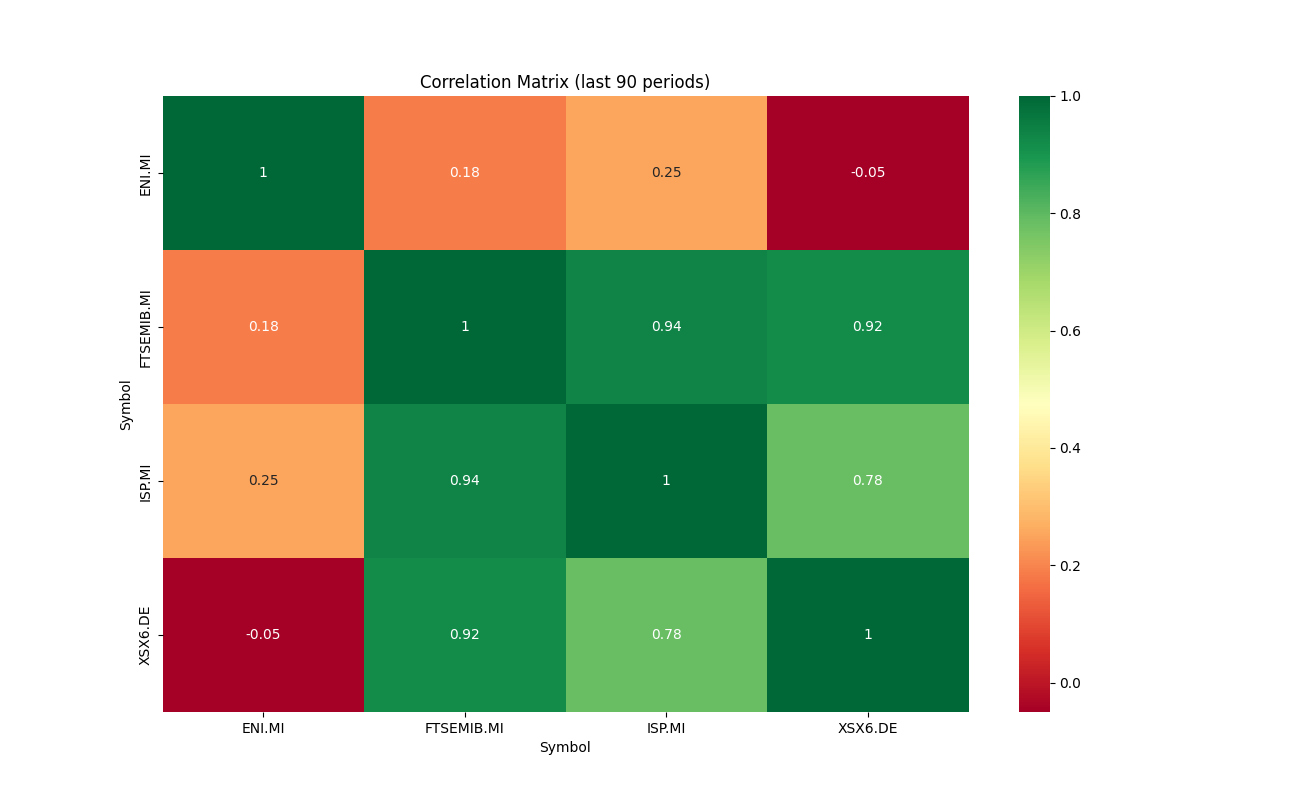 Correlation Matrix (last 90 periods)
Symbol
ENI.MI
1
0.18
0.25
-0.05
FTSEMIB.MI
0.18
1
0.94
0.92
ISP.MI
0.25
0.94
1
0.78
XSX6.DE
-0.05
0.92
0.78
1
ENI.MI
FTSEMIB.MI
ISP.MI
XSX6.DE
Symbol
1.0
0.8
0.6
0.4
0.2
0.0